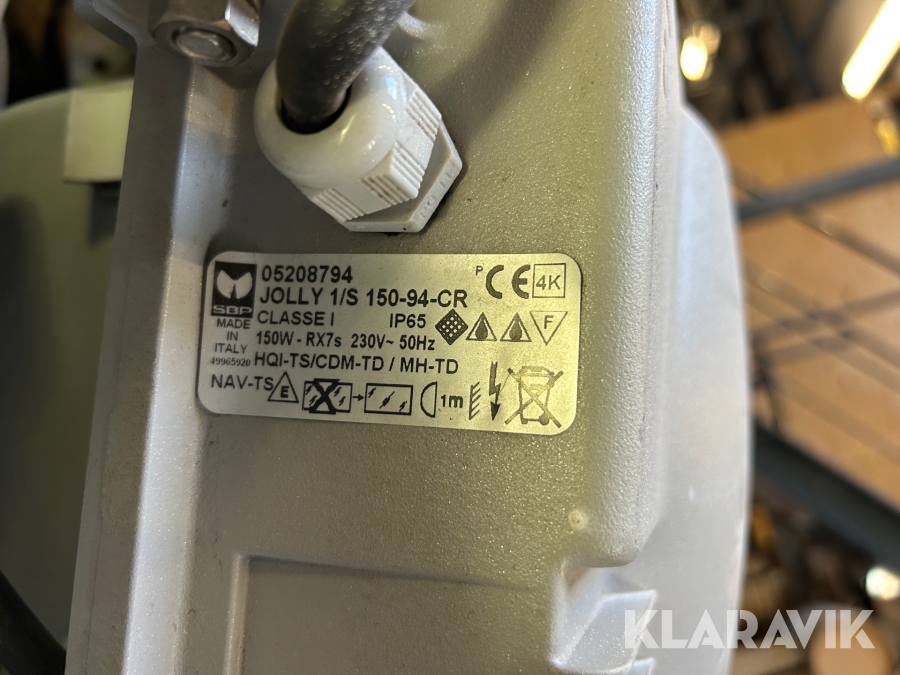 05208794
JOLLY 1/S 150-94-CR
CLASSE I IP65
150W - RX7s 230V~ 50Hz
HQI-TS/CDM-TD / MH-TD
NAV-TS E
SBP
MADE
IN
ITALY
49965920
P CE 4K
F
1m
KLARAVIK